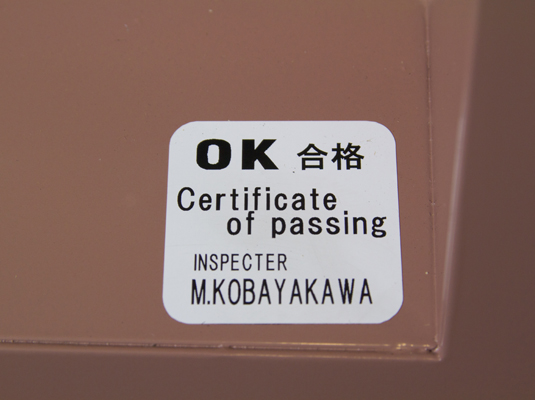 OK 合格
Certificate
of passing
INSPECTER
M.KOBAYAKAWA